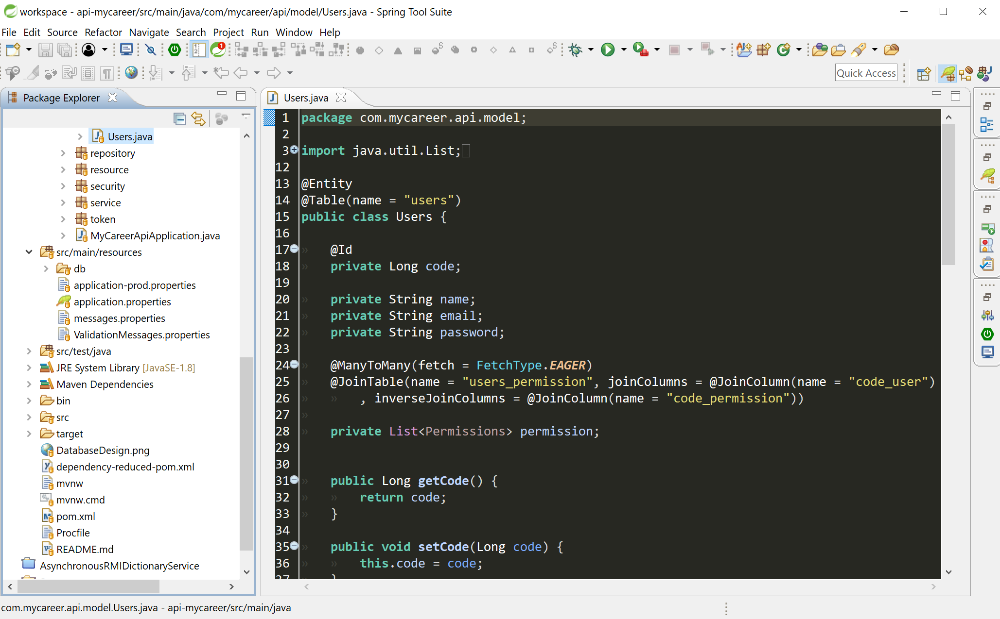 workspace - api-mycareer/src/main/java/com/mycareer/api/model/Users.java - Spring Tool Suite
File Edit Source Refactor Navigate Search Project Run Window Help
1
Quick Access
Package Explorer
Users.java
repository
resource
security
service
token
MyCareerApiApplication.java
src/main/resources
db
application-prod.properties
application.properties
messages.properties
ValidationMessages.properties
src/test/java
JRE System Library [JavaSE-1.8]
Maven Dependencies
bin
src
target
DatabaseDesign.png
dependency-reduced-pom.xml
mvnw
mvnw.cmd
pom.xml
Procfile
README.md
AsynchronousRMIDictionaryService
Users.java
1 package com.mycareer.api.model;
2
3 import java.util.List;
12
13 @Entity
14 @Table(name = "users")
15 public class Users {
16
17 » @Id
18 » private Long code;
19
20 » private String name;
21 » private String email;
22 » private String password;
23
24 » @ManyToMany(fetch = FetchType.EAGER)
25 » @JoinTable(name = "users_permission", joinColumns = @JoinColumn(name = "code_user")
26 » » , inverseJoinColumns = @JoinColumn(name = "code_permission"))
27 »
28 » private List<Permissions> permission;
29
30
31 » public Long getCode() {
32 » » return code;
33 » }
34
35 » public void setCode(Long code) {
36 » » this.code = code;
37 » }
com.mycareer.api.model.Users.java - api-mycareer/src/main/java